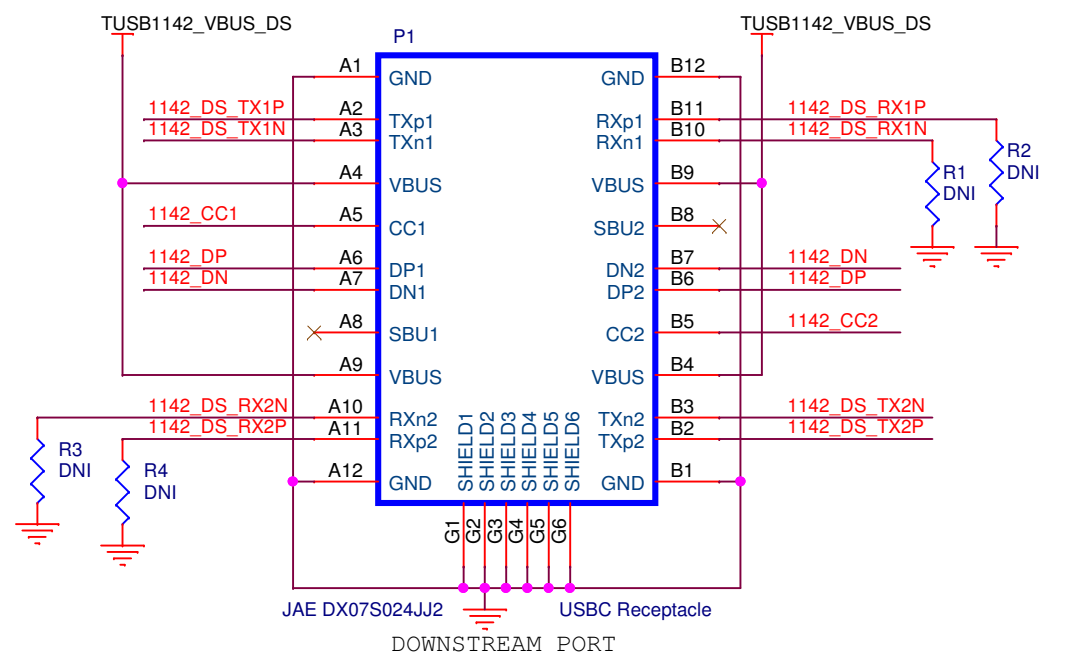 TUSB1142_VBUS_DS TUSB1142_VBUS_DS
P1
A1 GND GND B12
1142_DS_TX1P A2 TXp1 RXp1 B11 1142_DS_RX1P
1142_DS_TX1N A3 TXn1 RXn1 B10 1142_DS_RX1N
R2
DNI
R1
DNI
A4 VBUS VBUS B9
1142_CC1 A5 CC1 SBU2 B8
1142_DP A6 DP1 DN2 B7 1142_DN
1142_DN A7 DN1 DP2 B6 1142_DP
A8 SBU1 CC2 B5 1142_CC2
A9 VBUS VBUS B4
1142_DS_RX2N A10 RXn2 TXn2 B3 1142_DS_TX2N
1142_DS_RX2P A11 RXp2 TXp2 B2 1142_DS_TX2P
R3
DNI
R4
DNI
A12 GND GND B1
SHIELD1
SHIELD2
SHIELD3
SHIELD4
SHIELD5
SHIELD6
G1
G2
G3
G4
G5
G6
JAE DX07S024JJ2 USBC Receptacle
DOWNSTREAM PORT